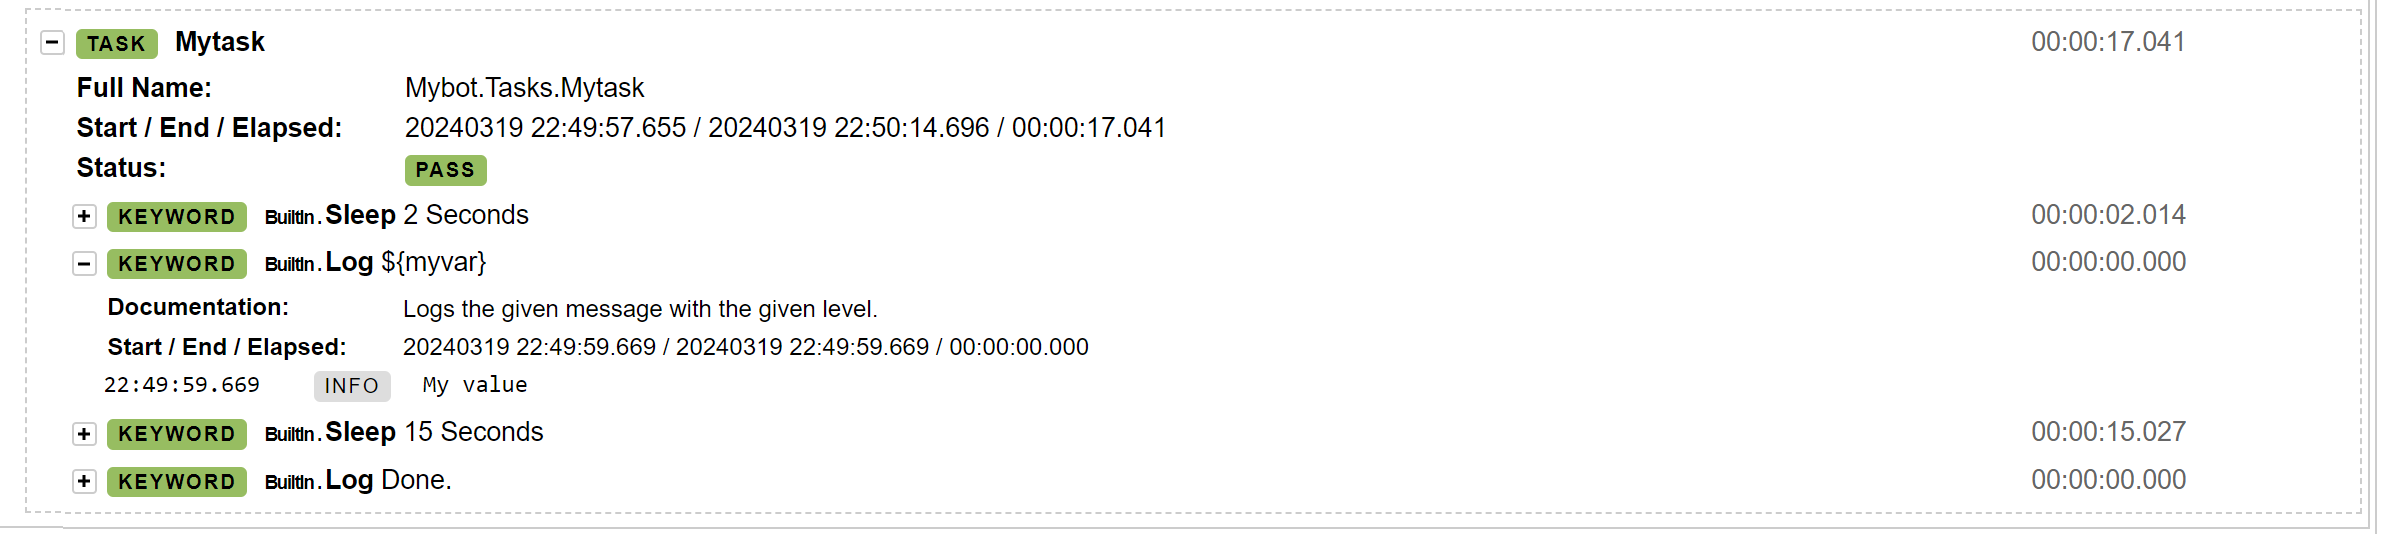 TASK Mytask 00:00:17.041
Full Name: Mybot.Tasks.Mytask
Start / End / Elapsed: 20240319 22:49:57.655 / 20240319 22:50:14.696 / 00:00:17.041
Status: PASS
KEYWORD BuiltIn.Sleep 2 Seconds 00:00:02.014
KEYWORD BuiltIn.Log ${myvar} 00:00:00.000
Documentation: Logs the given message with the given level.
Start / End / Elapsed: 20240319 22:49:59.669 / 20240319 22:49:59.669 / 00:00:00.000
22:49:59.669 INFO My value
KEYWORD BuiltIn.Sleep 15 Seconds 00:00:15.027
KEYWORD BuiltIn.Log Done. 00:00:00.000